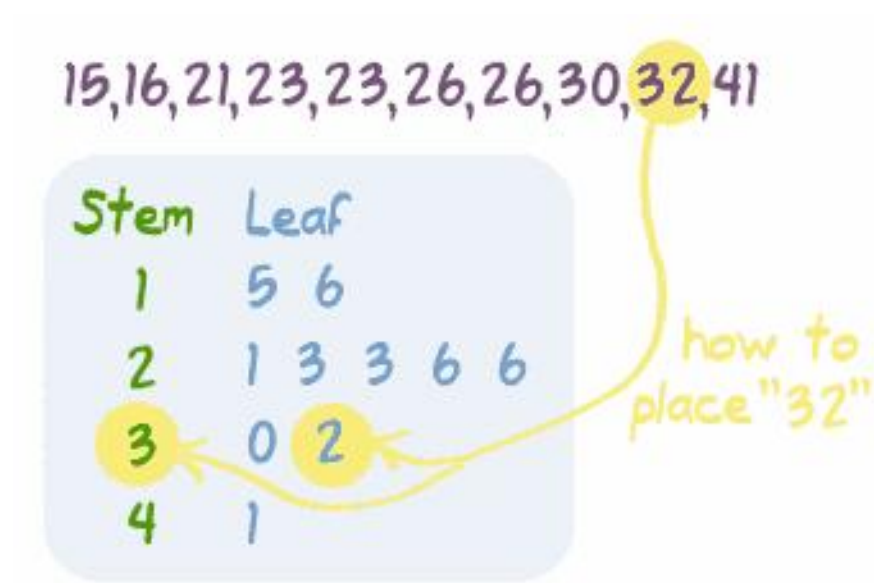 15,16,21,23,23,26,26,30,32,41
Stem Leaf
1 5 6
2 1 3 3 6 6
3 0 2
4 1
how to
place "32"